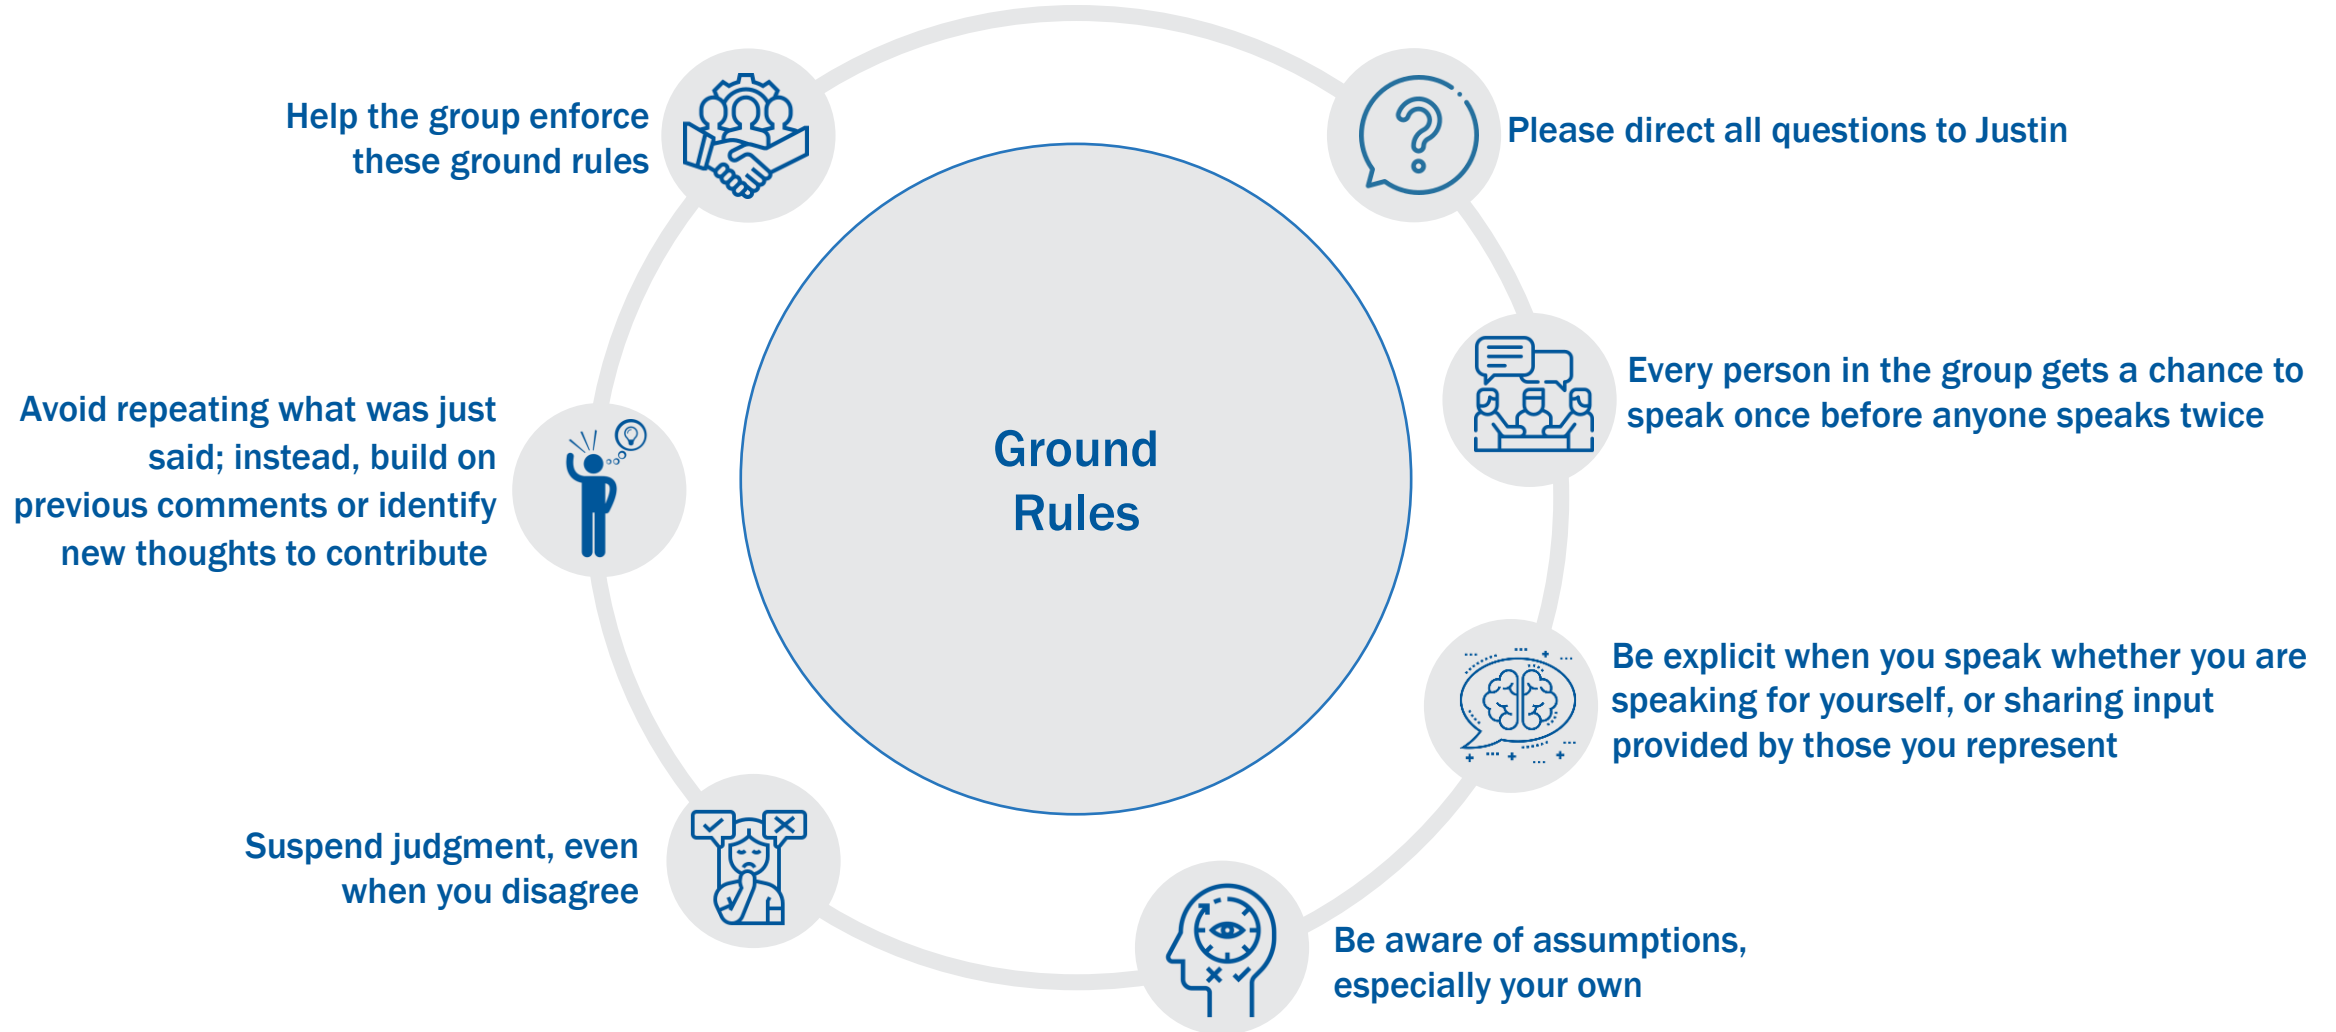 Ground
Rules
Please direct all questions to Justin
Every person in the group gets a chance to
speak once before anyone speaks twice
Be explicit when you speak whether you are
speaking for yourself, or sharing input
provided by those you represent
Be aware of assumptions,
especially your own
Suspend judgment, even
when you disagree
Avoid repeating what was just
said; instead, build on
previous comments or identify
new thoughts to contribute
Help the group enforce
these ground rules